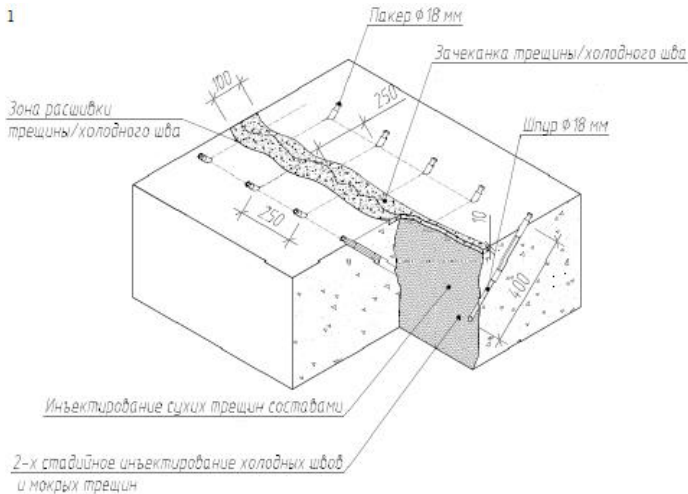 1
Пакер Ф18 мм
Зачеканка трещины/холодного шва
100
250
Зона расшивки
трещины/холодного шва
Шпур Ф18 мм
250
10
400
Инъектирование сухих трещин составами
2-х стадийное инъектирование холодных швов
и мокрых трещин